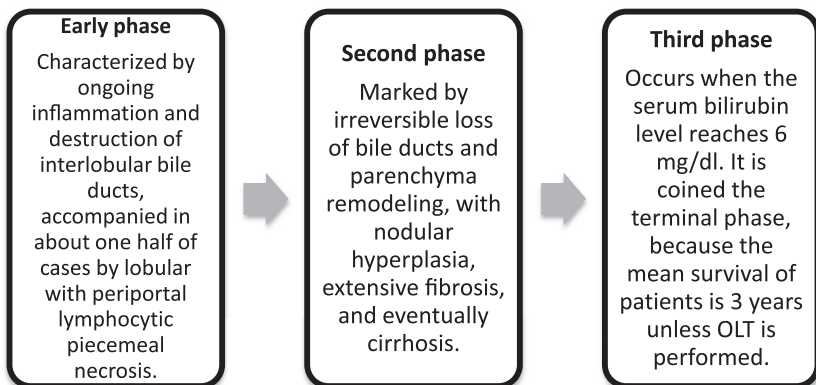 Early phase
Characterized by
ongoing
inflammation and
destruction of
interlobular bile
ducts,
accompanied in
about one half of
cases by lobular
with periportal
lymphocytic
piecemeal
necrosis.
Second phase
Marked by
irreversible loss
of bile ducts and
parenchyma
remodeling, with
nodular
hyperplasia,
extensive fibrosis,
and eventually
cirrhosis.
Third phase
Occurs when the
serum bilirubin
level reaches 6
mg/dl. It is
coined the
terminal phase,
because the
mean survival of
patients is 3 years
unless OLT is
performed.